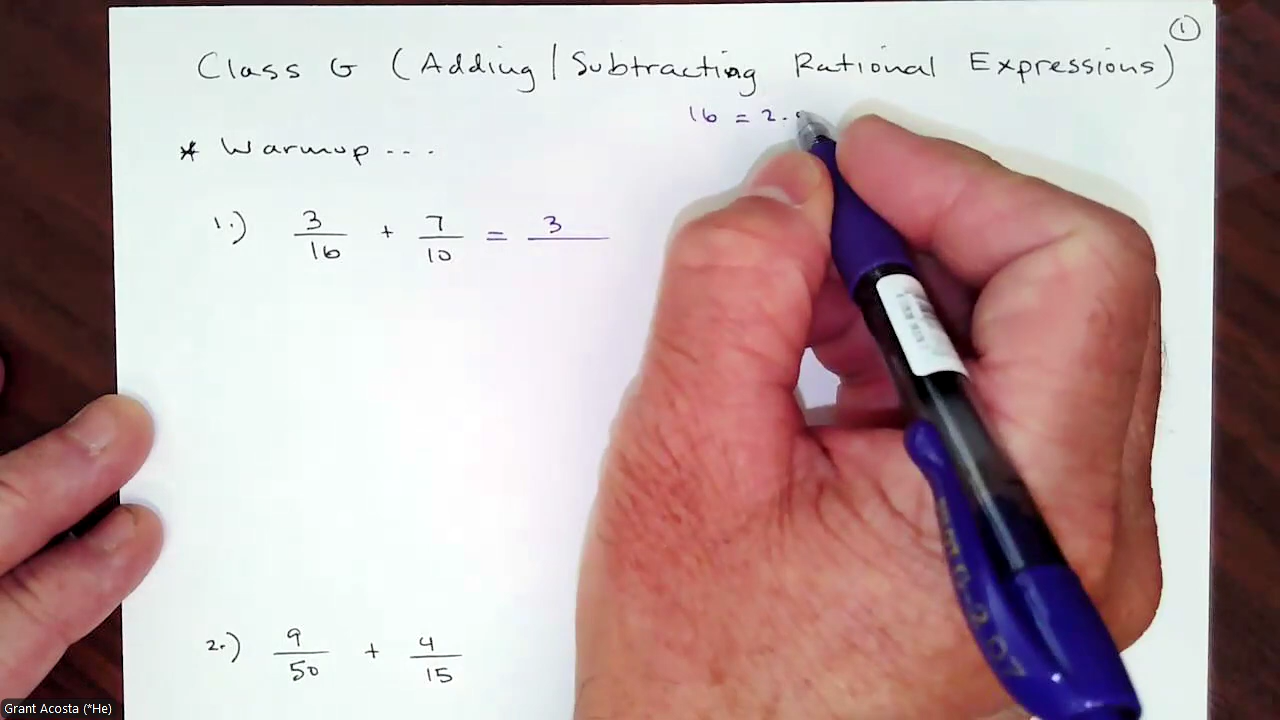 ①
Class G (Adding/Subtracting Rational Expressions)
16 = 2 ·
* Warmup ---
1.) 3/16 + 7/10 = 3
2.) 9/50 + 4/15
Grant Acosta (*He)